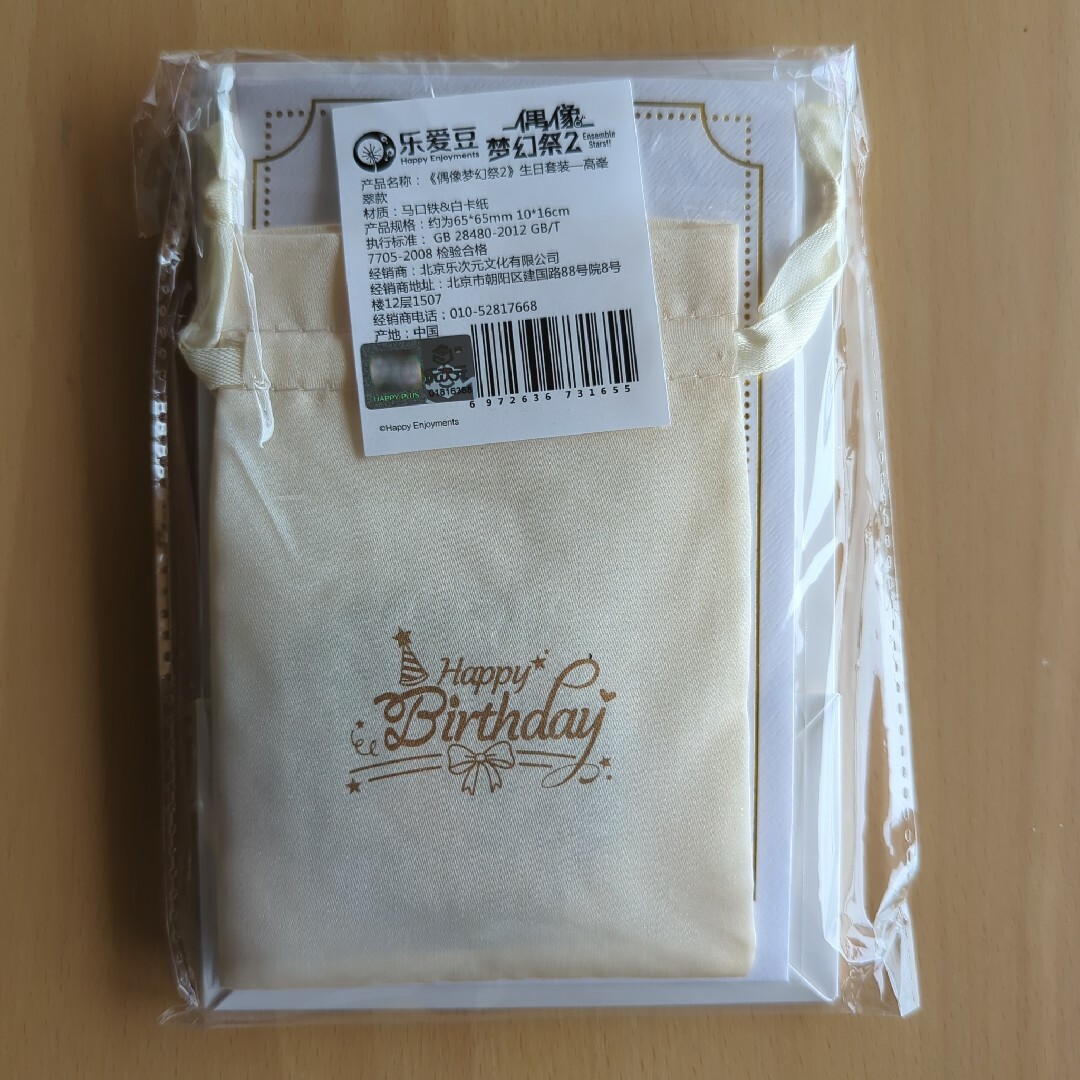 乐爱豆
Happy Enjoyments
偶像
梦幻祭2
Ensemble
Stars!!
产品名称：《偶像梦幻祭2》生日套装—高峯
翠款
材质：马口铁&白卡纸
产品规格：约为65*65mm 10*16cm
执行标准： GB 28480-2012 GB/T
7705-2008 检验合格
经销商：北京乐次元文化有限公司
经销商地址：北京市朝阳区建国路88号院8号
楼12层1507
经销商电话：010-52817668
产地：中国
HAPPY PLUS
6 972636 731655
©Happy Enjoyments
Happy
Birthday